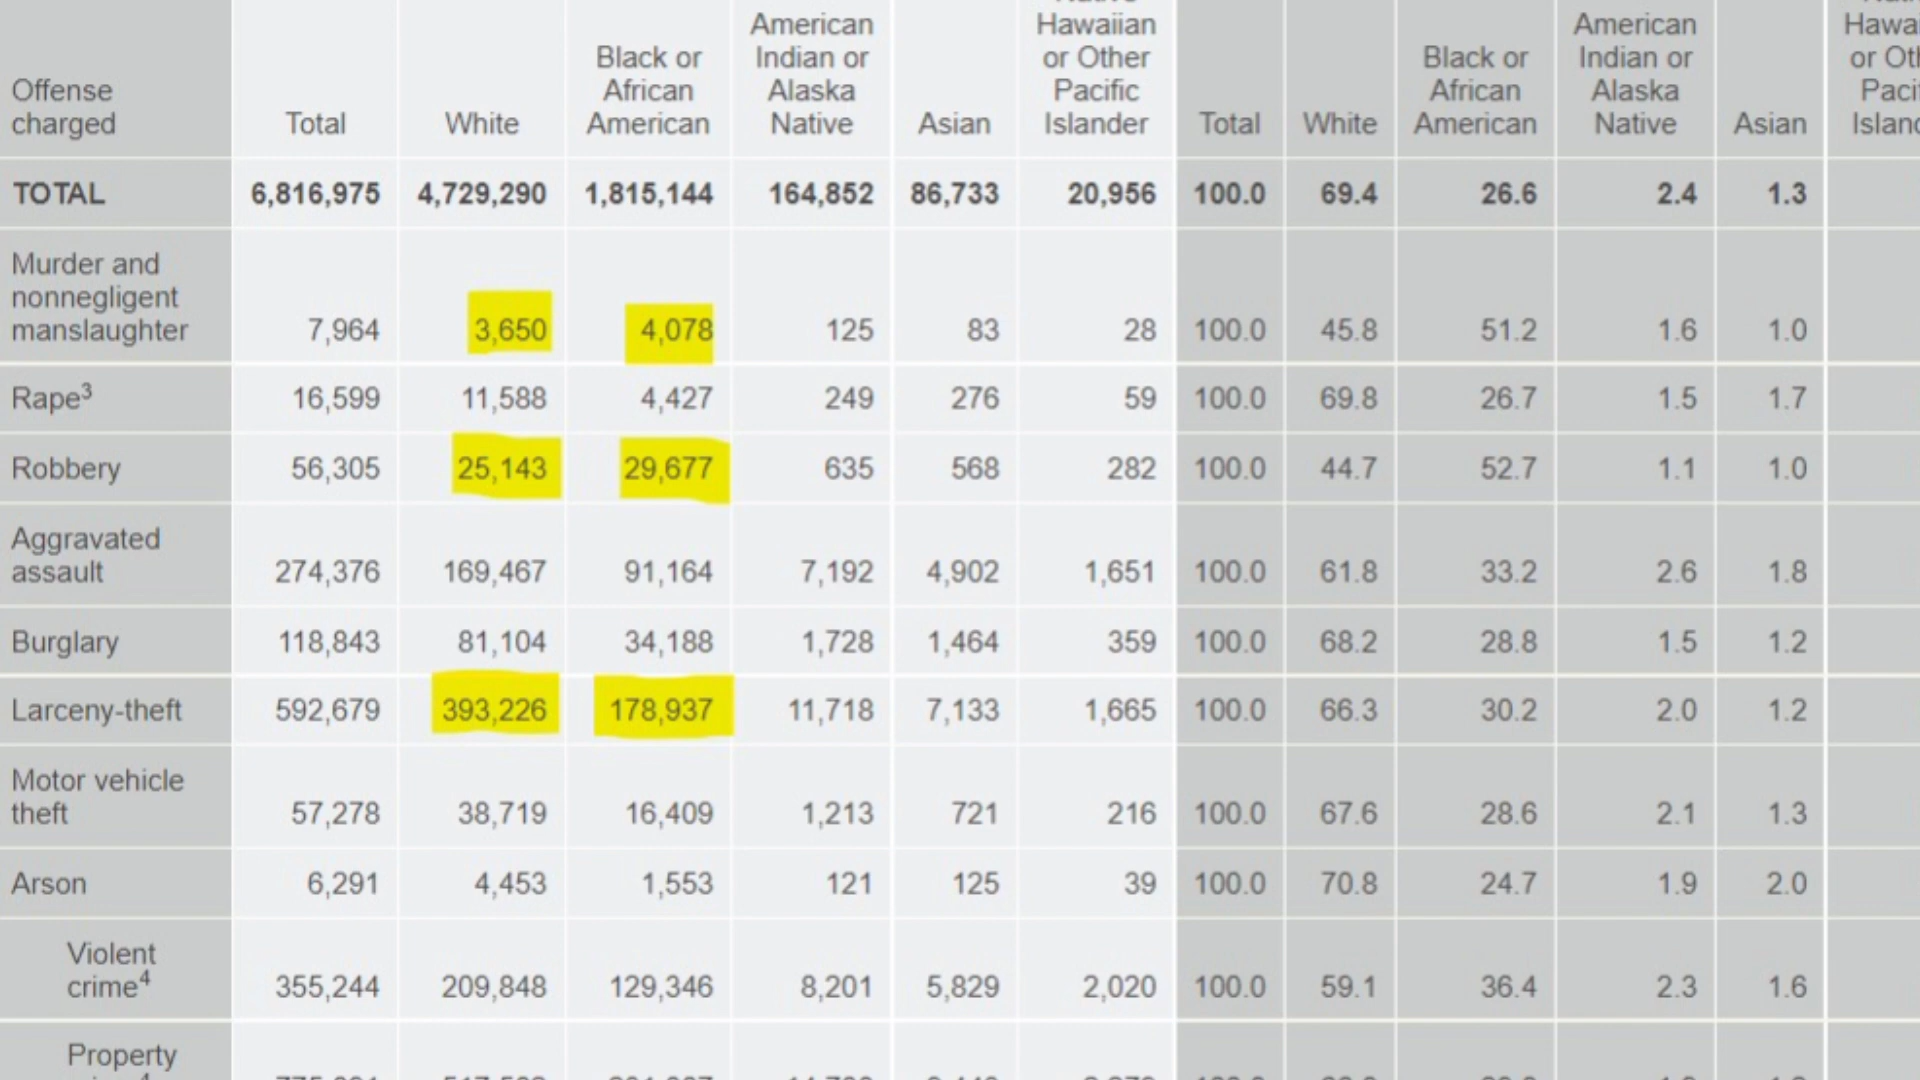 Offense charged Total White Black or African American American Indian or Alaska Native Asian Hawaiian or Other Pacific Islander Total White Black or African American American Indian or Alaska Native Asian
TOTAL 6,816,975 4,729,290 1,815,144 164,852 86,733 20,956 100.0 69.4 26.6 2.4 1.3
Murder and nonnegligent manslaughter 7,964 3,650 4,078 125 83 28 100.0 45.8 51.2 1.6 1.0
Rape3 16,599 11,588 4,427 249 276 59 100.0 69.8 26.7 1.5 1.7
Robbery 56,305 25,143 29,677 635 568 282 100.0 44.7 52.7 1.1 1.0
Aggravated assault 274,376 169,467 91,164 7,192 4,902 1,651 100.0 61.8 33.2 2.6 1.8
Burglary 118,843 81,104 34,188 1,728 1,464 359 100.0 68.2 28.8 1.5 1.2
Larceny-theft 592,679 393,226 178,937 11,718 7,133 1,665 100.0 66.3 30.2 2.0 1.2
Motor vehicle theft 57,278 38,719 16,409 1,213 721 216 100.0 67.6 28.6 2.1 1.3
Arson 6,291 4,453 1,553 121 125 39 100.0 70.8 24.7 1.9 2.0
Violent crime4 355,244 209,848 129,346 8,201 5,829 2,020 100.0 59.1 36.4 2.3 1.6
Property